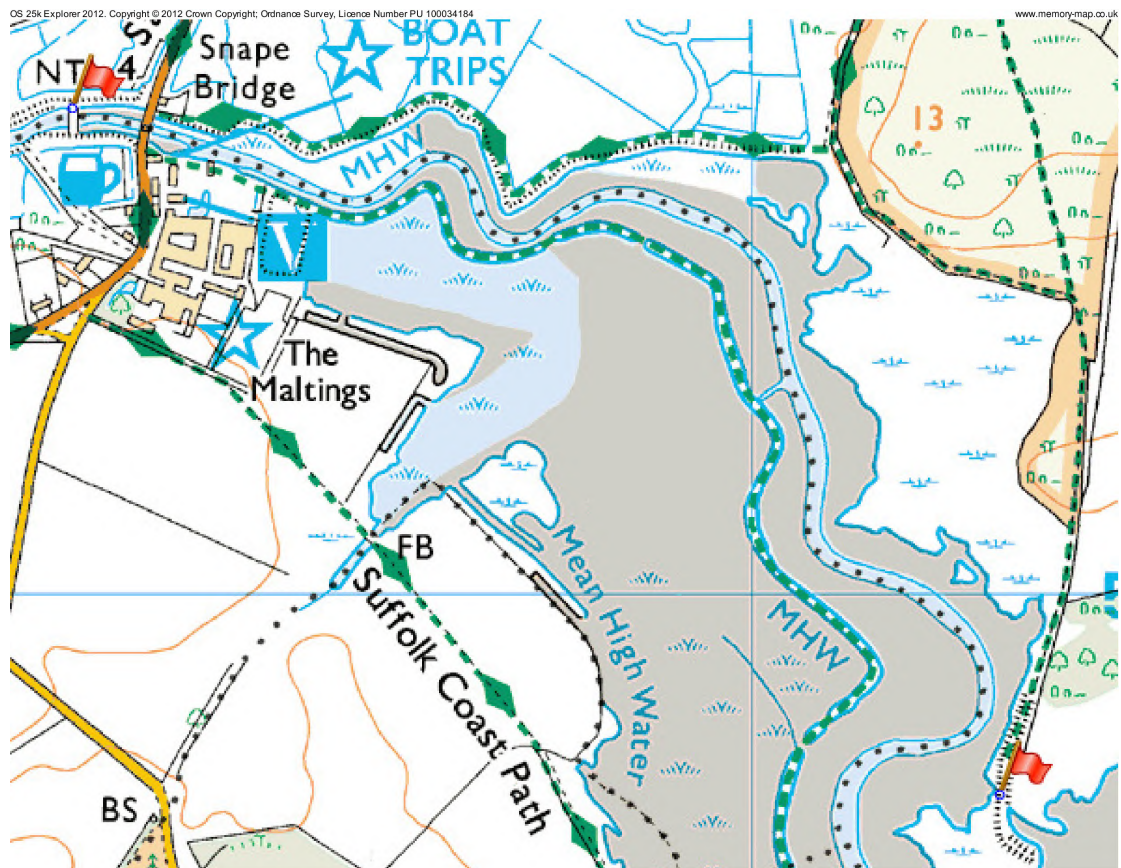 OS 25k Explorer 2012. Copyright © 2012 Crown Copyright; Ordnance Survey, Licence Number PU 100034184
www.memory-map.co.uk
BOAT
TRIPS
Snape
Bridge
NT
4
MHW
13
V
The
Maltings
FB
Suffolk Coast Path
Mean High Water
MHW
BS